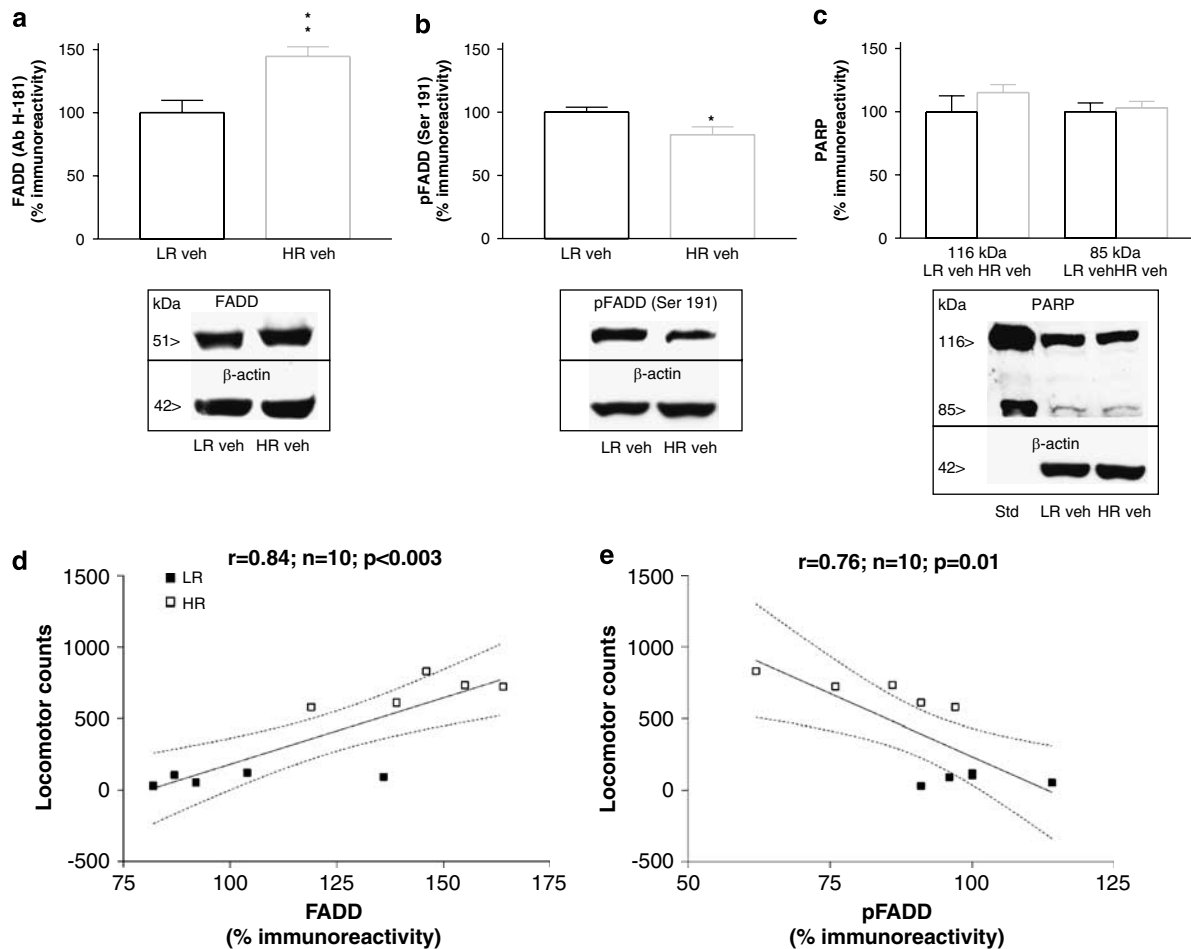 a
FADD (Ab H-181)
(% immunoreactivity)
150
100
50
0
*
*
LR veh HR veh
kDa FADD
51>
β-actin
42>
LR veh HR veh
b
pFADD (Ser 191)
(% immunoreactivity)
150
100
50
0
*
LR veh HR veh
pFADD (Ser 191)
β-actin
LR veh HR veh
c
PARP
(% immunoreactivity)
150
100
50
0
116 kDa 85 kDa
LR veh HR veh LR vehHR veh
kDa PARP
116>
85>
β-actin
42>
Std LR veh HR veh
d
r=0.84; n=10; p<0.003
LR
HR
Locomotor counts
1500
1000
500
0
-500
75 100 125 150 175
FADD
(% immunoreactivity)
e
r=0.76; n=10; p=0.01
Locomotor counts
1500
1000
500
0
-500
50 75 100 125
pFADD
(% immunoreactivity)